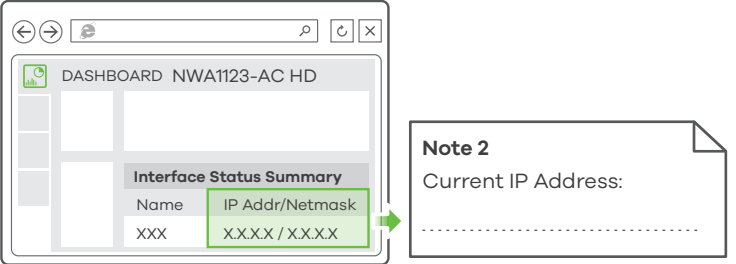 DASHBOARD NWA1123-AC HD
Interface Status Summary
Name IP Addr/Netmask
XXX X.X.X.X / X.X.X.X
Note 2
Current IP Address: